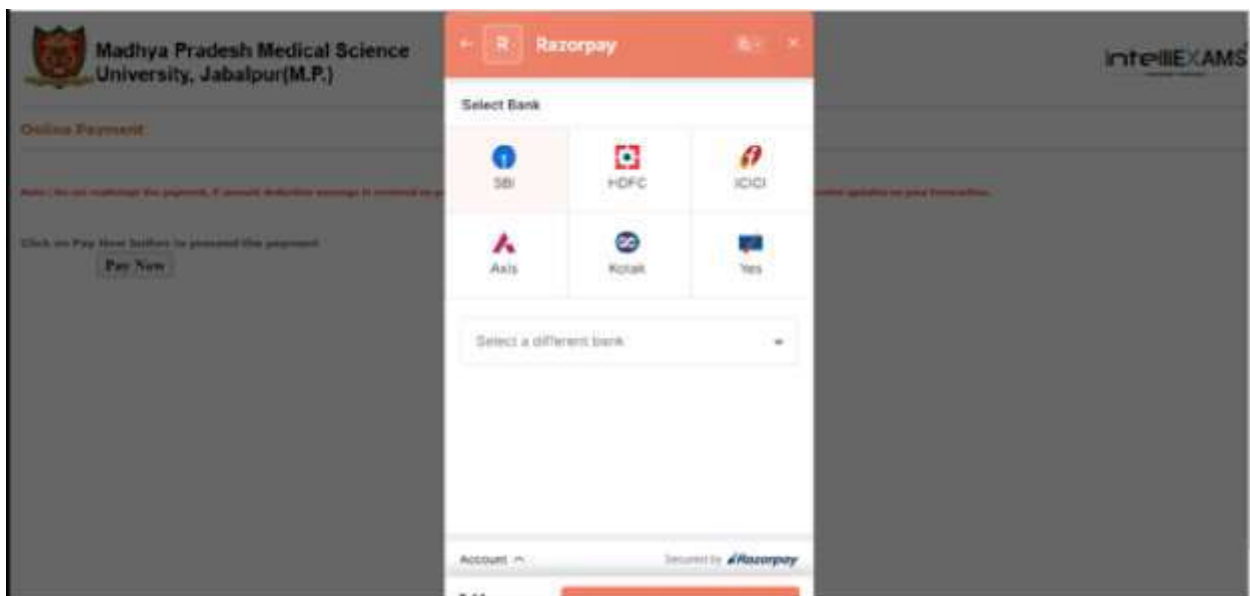 Madhya Pradesh Medical Science
University, Jabalpur(M.P.)
intelliEXAMS
Online Payment
Click on Pay Now button to proceed the payment
Pay Now
R Razorpay
Select Bank
SBI HDFC ICICI
Axis Kotak Yes
Select a different bank
Account
Secured by Razorpay